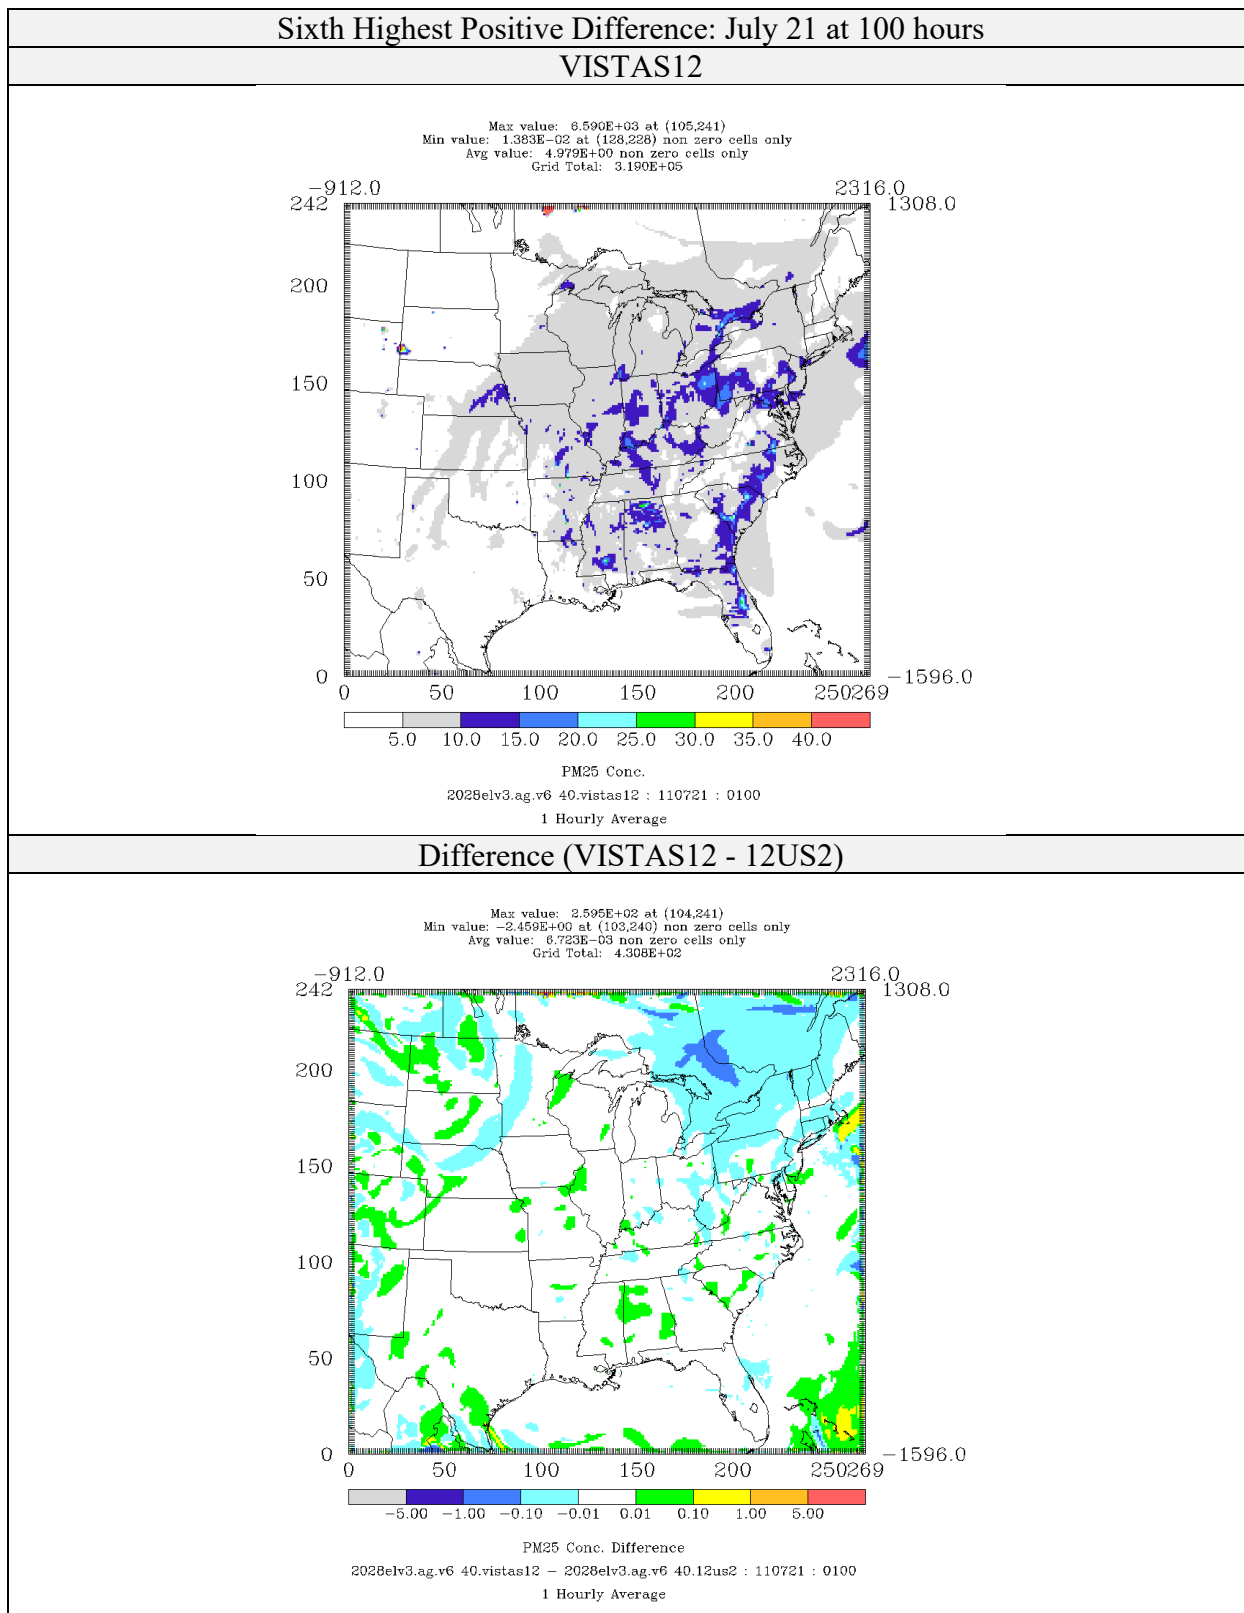 Sixth Highest Positive Difference: July 21 at 100 hours
VISTAS12
Max value: 6.590E+03 at (105,241)
Min value: 1.383E-02 at (128,228) non zero cells only
Avg value: 4.979E+00 non zero cells only
Grid Total: 3.190E+05
-912.0 2316.0
242 1308.0
200
150
100
50
0 -1596.0
0 50 100 150 200 250269
5.0 10.0 15.0 20.0 25.0 30.0 35.0 40.0
PM25 Conc.
2028elv3.ag.v6 40.vistas12 : 110721 : 0100
1 Hourly Average
Difference (VISTAS12 - 12US2)
Max value: 2.595E+02 at (104,241)
Min value: -2.459E+00 at (103,240) non zero cells only
Avg value: 6.723E-03 non zero cells only
Grid Total: 4.308E+02
-912.0 2316.0
242 1308.0
200
150
100
50
0 -1596.0
0 50 100 150 200 250269
-5.00 -1.00 -0.10 -0.01 0.01 0.10 1.00 5.00
PM25 Conc. Difference
2028elv3.ag.v6 40.vistas12 - 2028elv3.ag.v6 40.12us2 : 110721 : 0100
1 Hourly Average